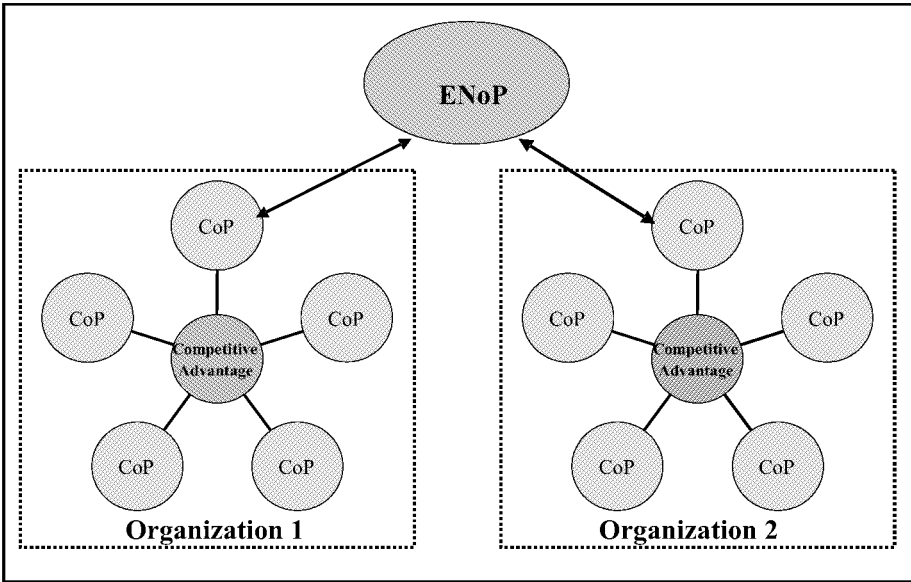 ENoP
CoP
CoP
CoP
Competitive
Advantage
CoP
CoP
Organization 1
CoP
CoP
CoP
Competitive
Advantage
CoP
CoP
Organization 2